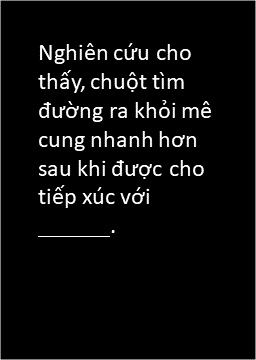 Nghiên cứu cho
thấy, chuột tìm
đường ra khỏi mê
cung nhanh hơn
sau khi được cho
tiếp xúc với
_______.